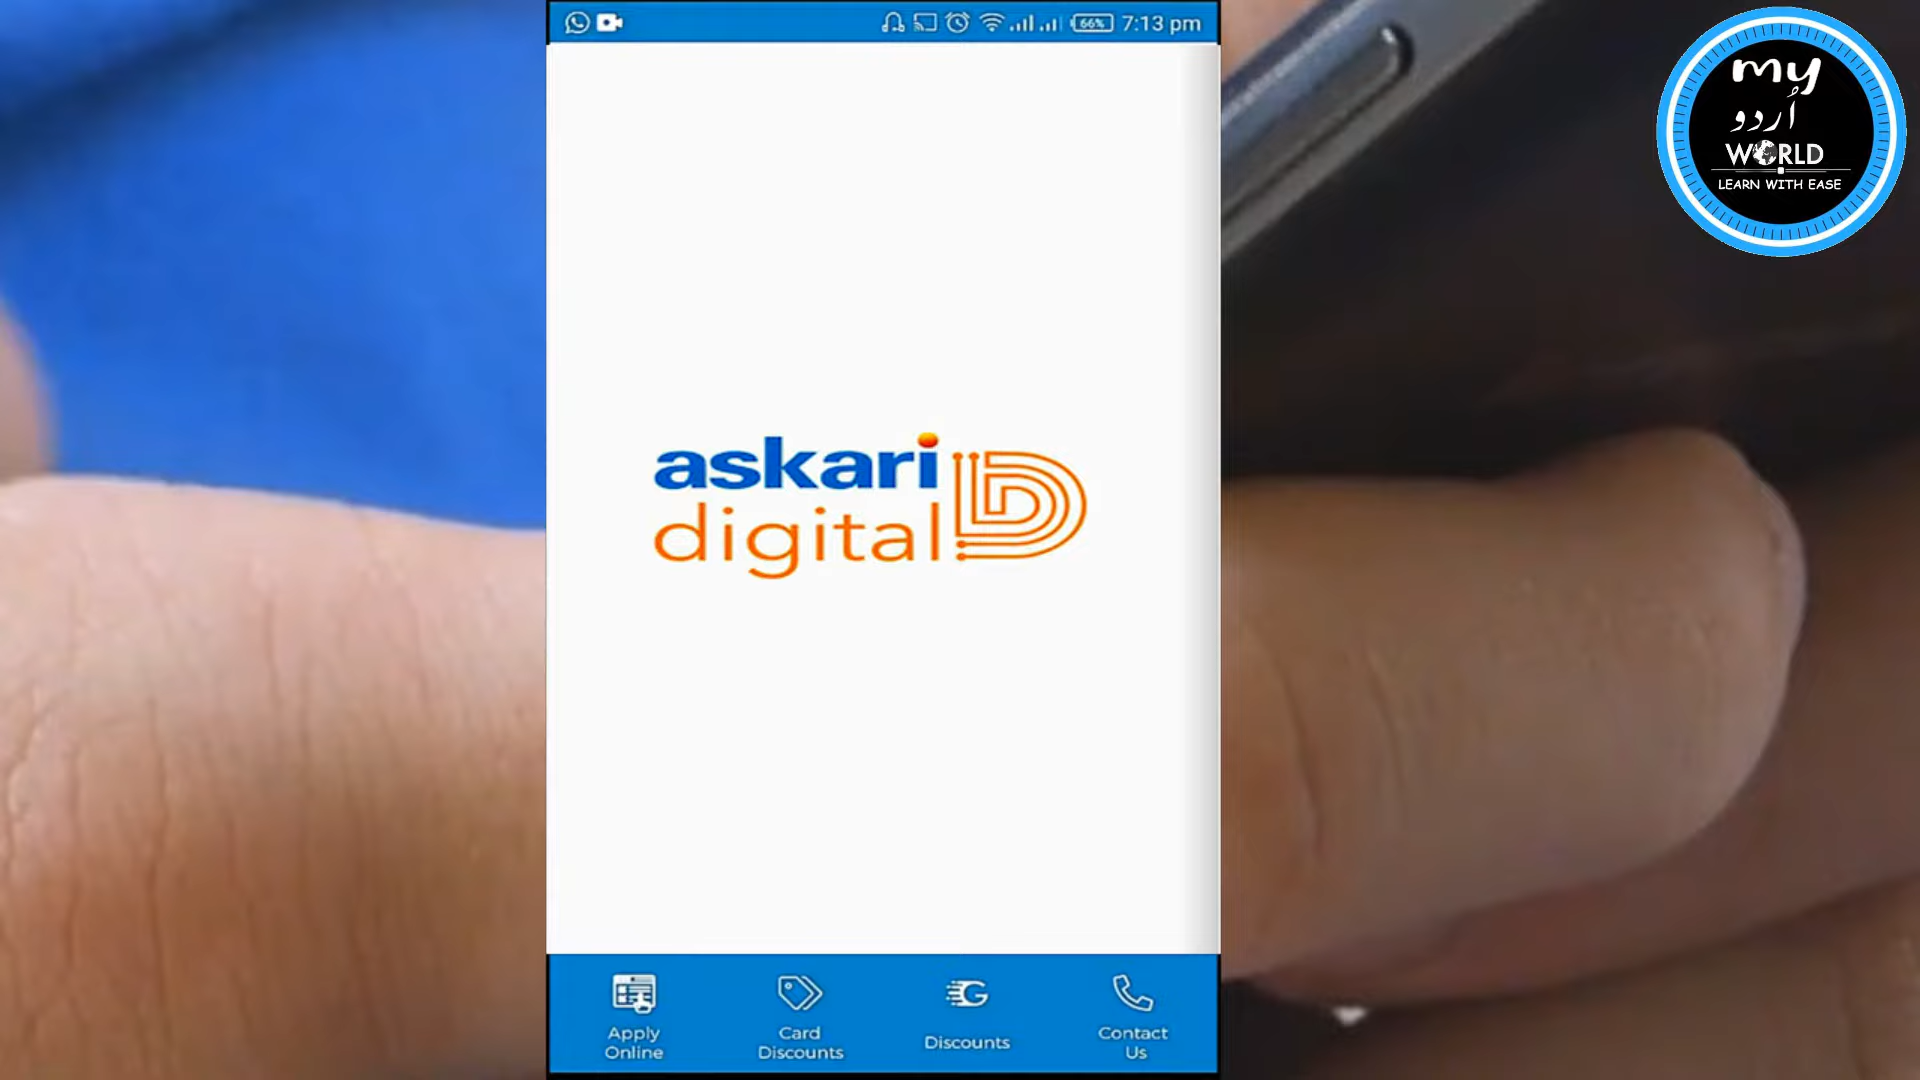 66% 7:13 pm
my
اُردو
WORLD
LEARN WITH EASE
askari
digital
Apply
Online
Card
Discounts
Discounts
Contact
Us